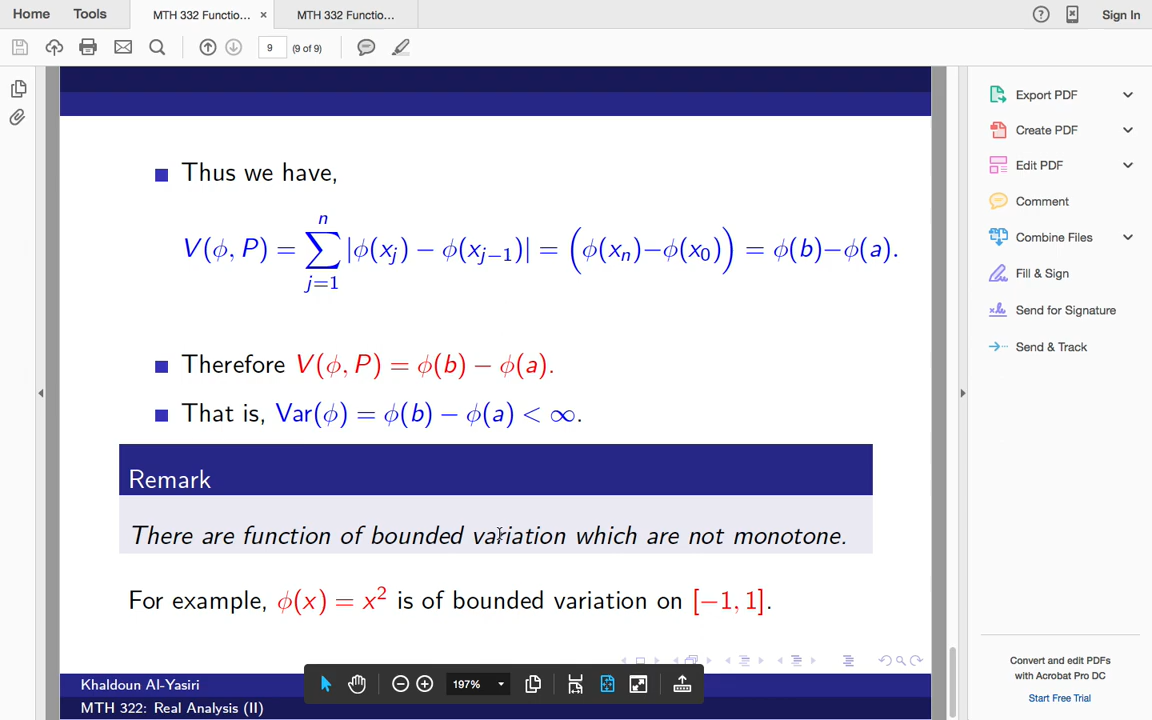 Home Tools MTH 332 Functio... × MTH 332 Functio... Sign In
9 (9 of 9)
Thus we have,
V(ϕ, P) = ∑_{j=1}^{n} |ϕ(x_j) − ϕ(x_{j−1})| = (ϕ(x_n)−ϕ(x_0)) = ϕ(b)−ϕ(a).
Therefore V(ϕ, P) = ϕ(b) − ϕ(a).
That is, Var(ϕ) = ϕ(b) − ϕ(a) < ∞.
Remark
There are function of bounded variation which are not monotone.
For example, ϕ(x) = x² is of bounded variation on [−1, 1].
197%
Khaldoun Al-Yasiri
MTH 322: Real Analysis (II)
Export PDF
Create PDF
Edit PDF
Comment
Combine Files
Fill & Sign
Send for Signature
Send & Track
Convert and edit PDFs
with Acrobat Pro DC
Start Free Trial